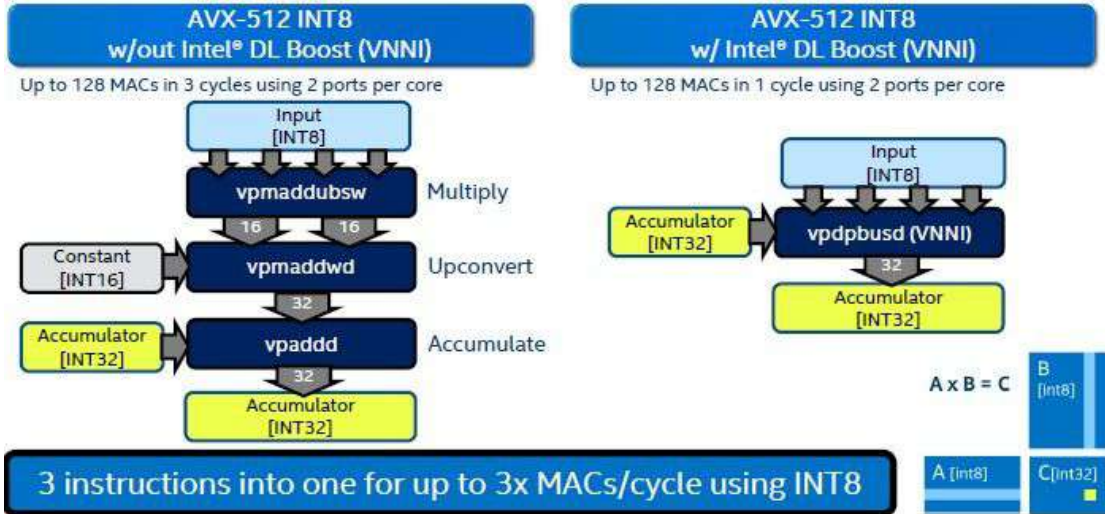 AVX-512 INT8
w/out Intel® DL Boost (VNNI)
Up to 128 MACs in 3 cycles using 2 ports per core
Input
[INT8]
vpmaddubsw
Multiply
16
16
Constant
[INT16]
vpmaddwd
Upconvert
32
Accumulator
[INT32]
vpaddd
Accumulate
32
Accumulator
[INT32]
AVX-512 INT8
w/ Intel® DL Boost (VNNI)
Up to 128 MACs in 1 cycle using 2 ports per core
Input
[INT8]
Accumulator
[INT32]
vpdpbusd (VNNI)
32
Accumulator
[INT32]
A x B = C
B
[int8]
A [int8]
C[int32]
3 instructions into one for up to 3x MACs/cycle using INT8